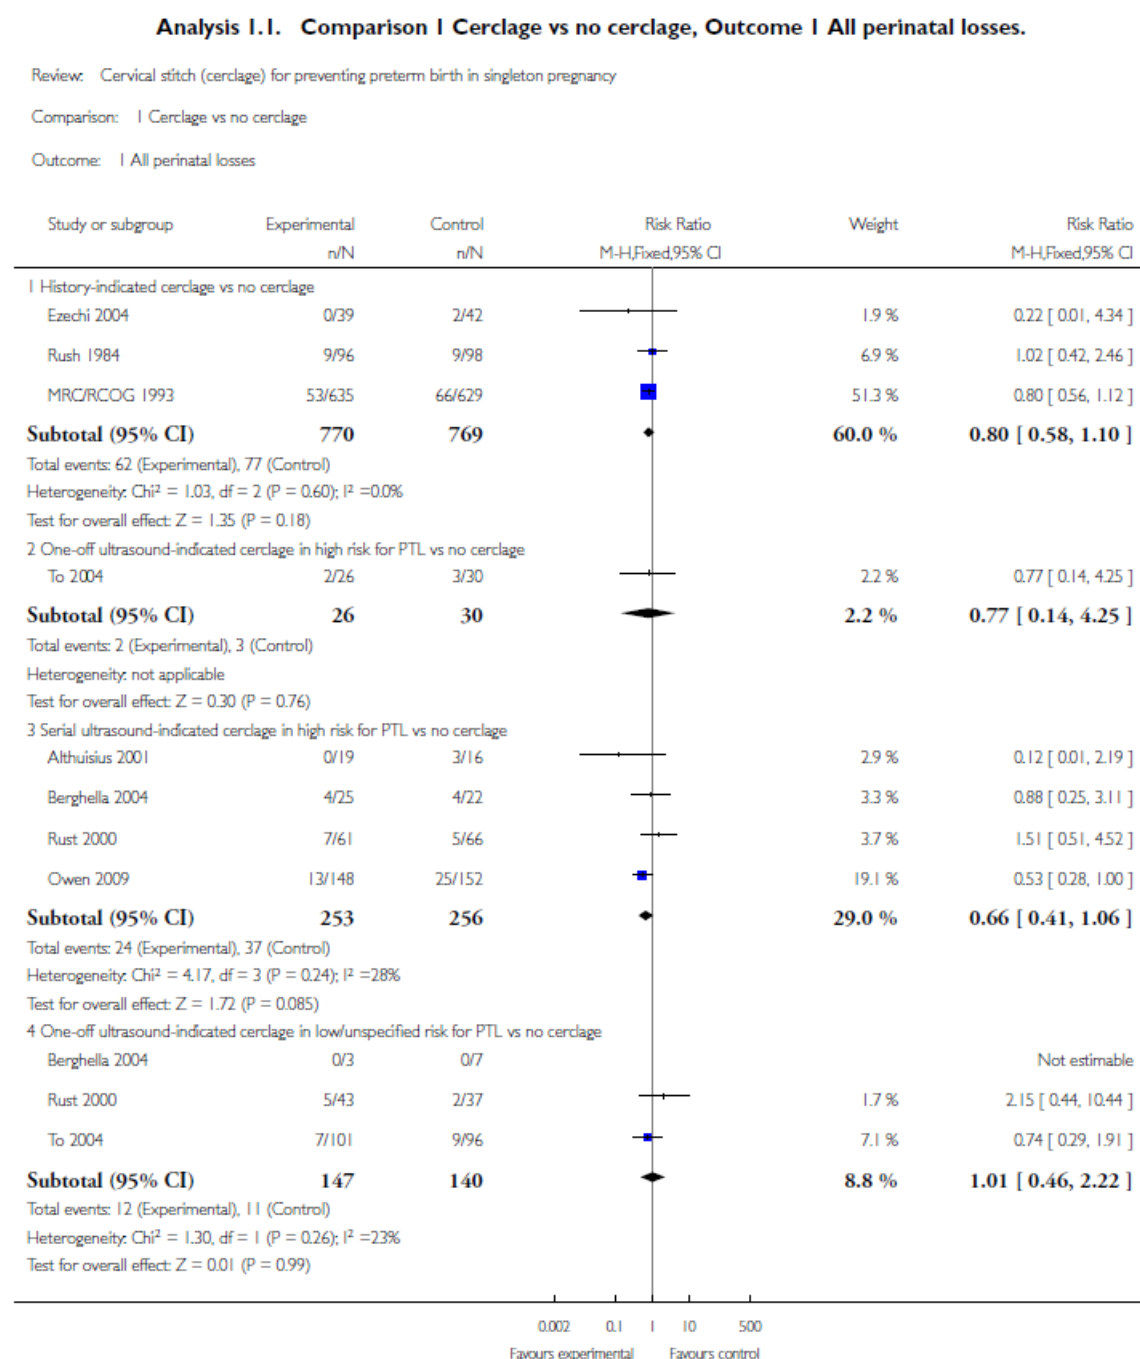 Analysis 1.1. Comparison 1 Cerclage vs no cerclage, Outcome 1 All perinatal losses.
Review: Cervical stitch (cerclage) for preventing preterm birth in singleton pregnancy
Comparison: 1 Cerclage vs no cerclage
Outcome: 1 All perinatal losses
Study or subgroup Experimental Control Risk Ratio Weight Risk Ratio
n/N n/N M-H,Fixed,95% CI M-H,Fixed,95% CI
1 History-indicated cerclage vs no cerclage
Ezechi 2004 0/39 2/42 1.9 % 0.22 [ 0.01, 4.34 ]
Rush 1984 9/96 9/98 6.9 % 1.02 [ 0.42, 2.46 ]
MRC/RCOG 1993 53/635 66/629 51.3 % 0.80 [ 0.56, 1.12 ]
Subtotal (95% CI) 770 769 60.0 % 0.80 [ 0.58, 1.10 ]
Total events: 62 (Experimental), 77 (Control)
Heterogeneity: Chi² = 1.03, df = 2 (P = 0.60); I² =0.0%
Test for overall effect: Z = 1.35 (P = 0.18)
2 One-off ultrasound-indicated cerclage in high risk for PTL vs no cerclage
To 2004 2/26 3/30 2.2 % 0.77 [ 0.14, 4.25 ]
Subtotal (95% CI) 26 30 2.2 % 0.77 [ 0.14, 4.25 ]
Total events: 2 (Experimental), 3 (Control)
Heterogeneity: not applicable
Test for overall effect: Z = 0.30 (P = 0.76)
3 Serial ultrasound-indicated cerclage in high risk for PTL vs no cerclage
Althuisius 2001 0/19 3/16 2.9 % 0.12 [ 0.01, 2.19 ]
Berghella 2004 4/25 4/22 3.3 % 0.88 [ 0.25, 3.11 ]
Rust 2000 7/61 5/66 3.7 % 1.51 [ 0.51, 4.52 ]
Owen 2009 13/148 25/152 19.1 % 0.53 [ 0.28, 1.00 ]
Subtotal (95% CI) 253 256 29.0 % 0.66 [ 0.41, 1.06 ]
Total events: 24 (Experimental), 37 (Control)
Heterogeneity: Chi² = 4.17, df = 3 (P = 0.24); I² =28%
Test for overall effect: Z = 1.72 (P = 0.085)
4 One-off ultrasound-indicated cerclage in low/unspecified risk for PTL vs no cerclage
Berghella 2004 0/3 0/7 Not estimable
Rust 2000 5/43 2/37 1.7 % 2.15 [ 0.44, 10.44 ]
To 2004 7/101 9/96 7.1 % 0.74 [ 0.29, 1.91 ]
Subtotal (95% CI) 147 140 8.8 % 1.01 [ 0.46, 2.22 ]
Total events: 12 (Experimental), 11 (Control)
Heterogeneity: Chi² = 1.30, df = 1 (P = 0.26); I² =23%
Test for overall effect: Z = 0.01 (P = 0.99)
0.002 0.1 1 10 500
Favours experimental Favours control